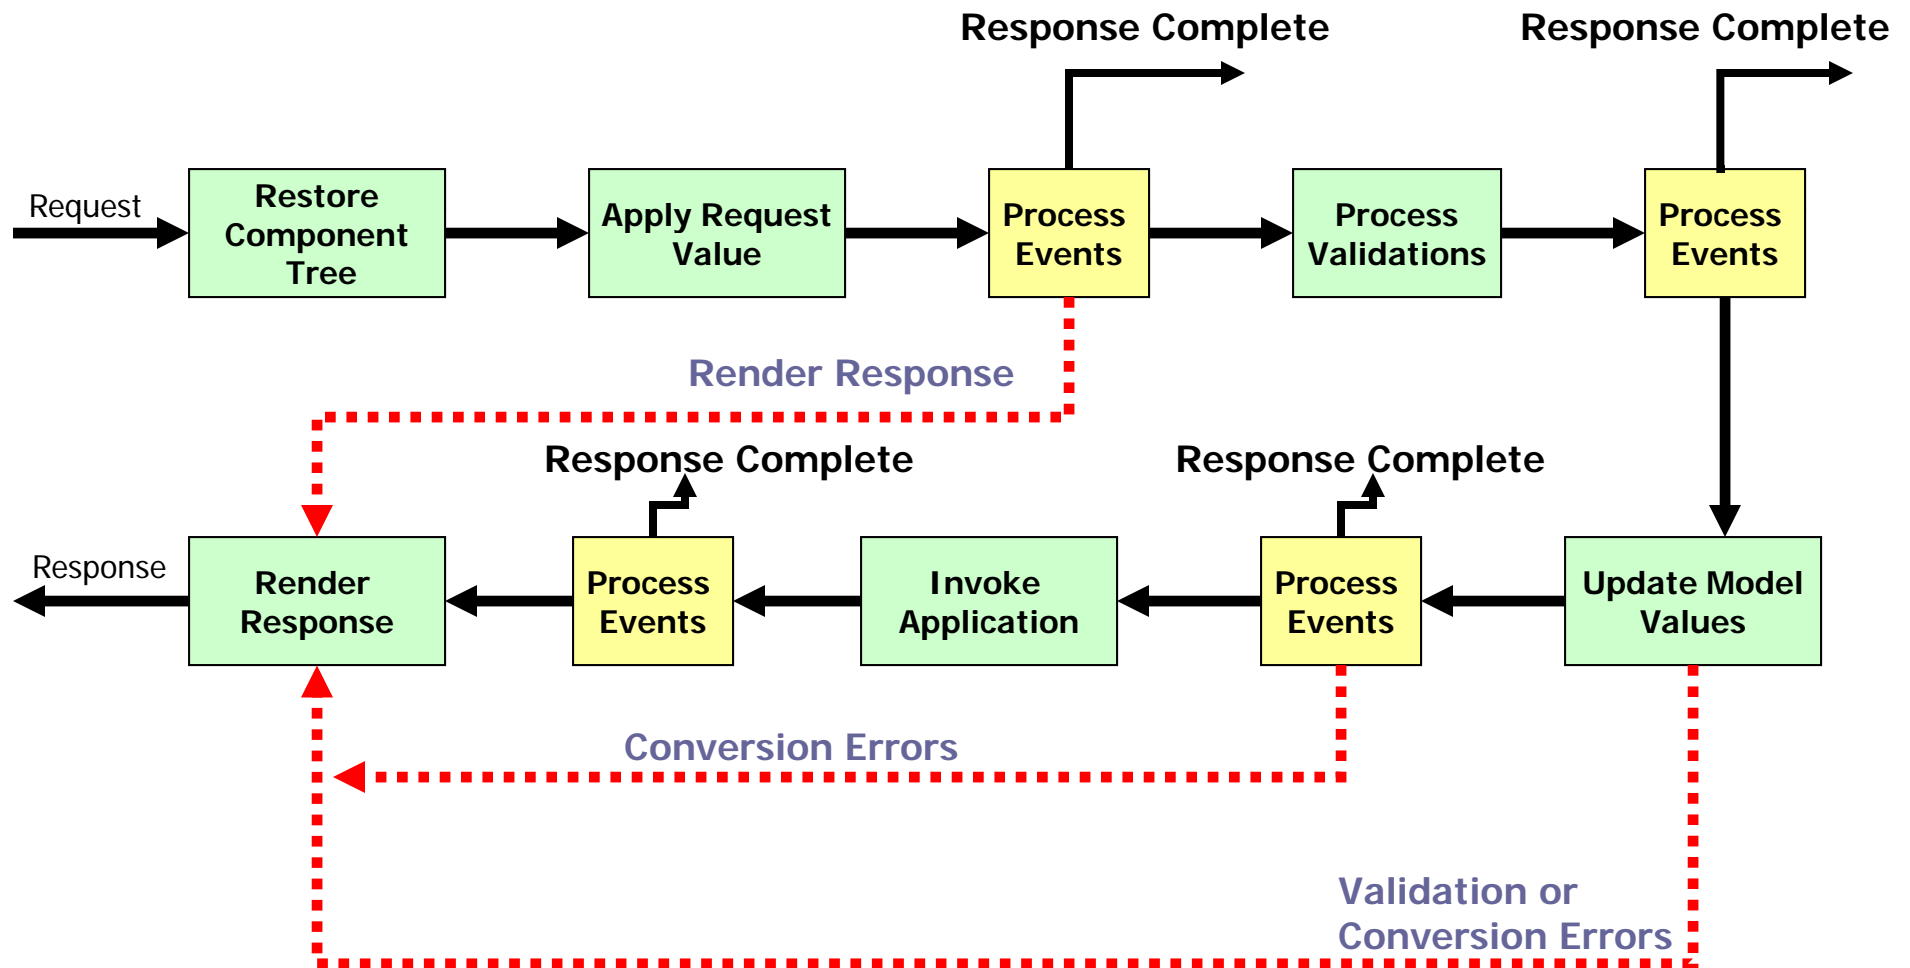 Response Complete
Response Complete
Request
Restore
Component
Tree
Apply Request
Value
Process
Events
Process
Validations
Process
Events
Render Response
Response Complete
Response Complete
Response
Render
Response
Process
Events
Invoke
Application
Process
Events
Update Model
Values
Conversion Errors
Validation or
Conversion Errors